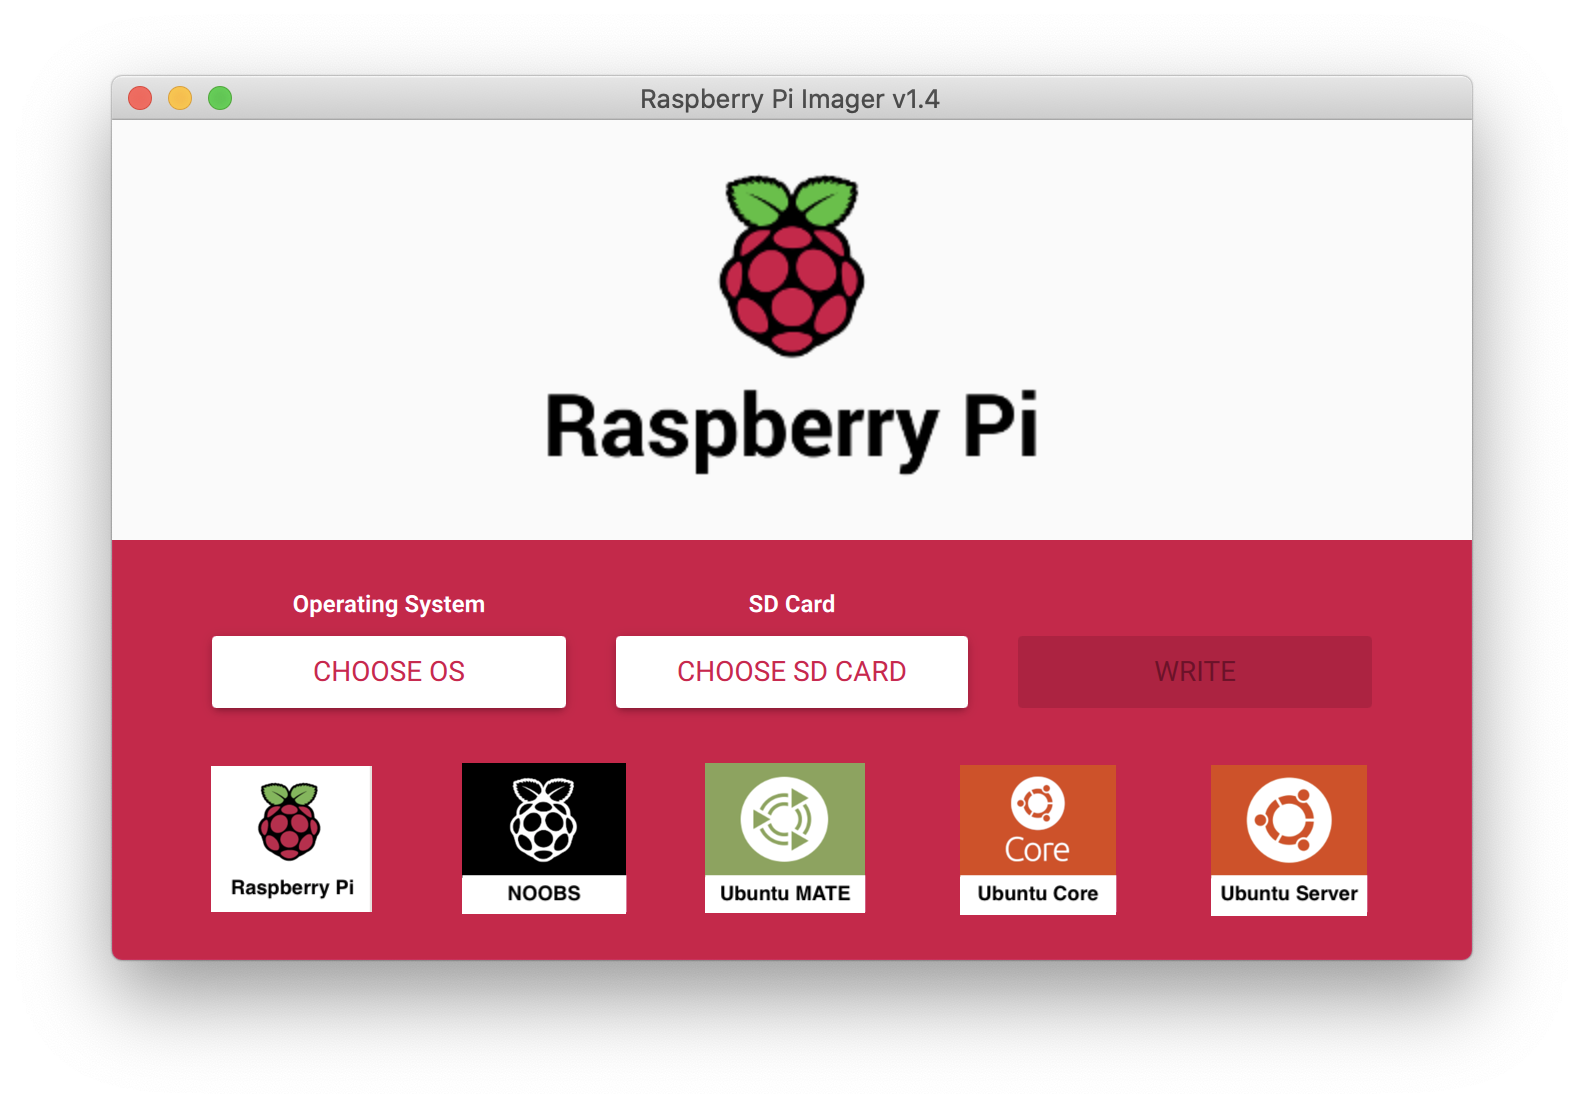 Raspberry Pi Imager v1.4
Raspberry Pi
Operating System
SD Card
CHOOSE OS
CHOOSE SD CARD
WRITE
Core
Raspberry Pi
NOOBS
Ubuntu MATE
Ubuntu Core
Ubuntu Server